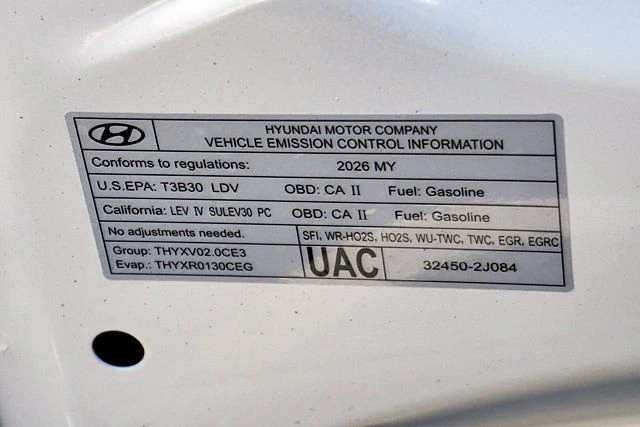 HYUNDAI MOTOR COMPANY
VEHICLE EMISSION CONTROL INFORMATION
Conforms to regulations: 2026 MY
U.S.EPA: T3B30 LDV OBD: CA II Fuel: Gasoline
California: LEV IV SULEV30 PC OBD: CA II Fuel: Gasoline
No adjustments needed. SFI, WR-HO2S, HO2S, WU-TWC, TWC, EGR, EGRC
Group: THYXV02.0CE3
Evap.: THYXR0130CEG
UAC 32450-2J084